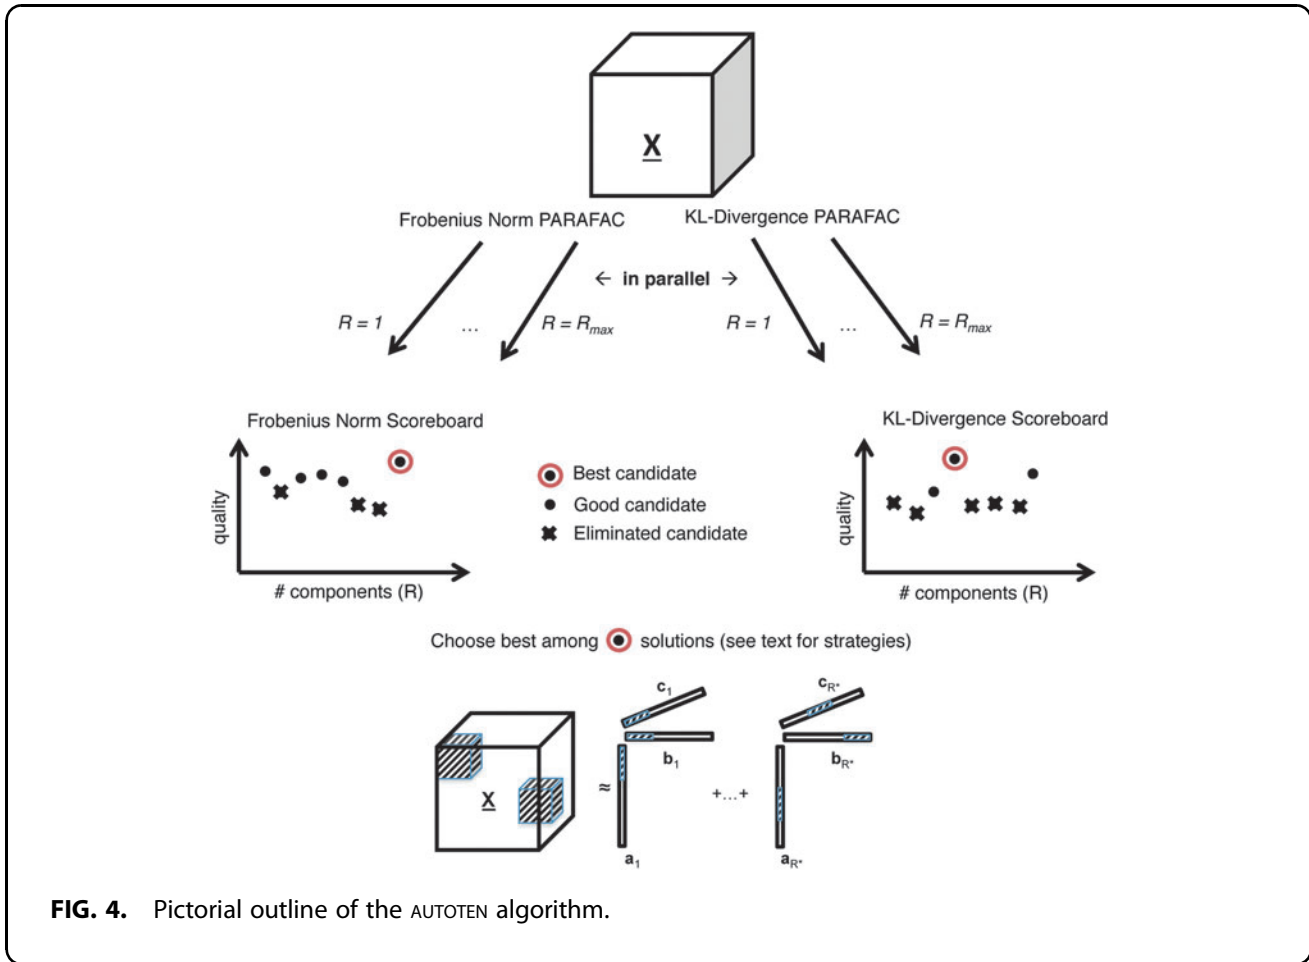 X
Frobenius Norm PARAFAC
KL-Divergence PARAFAC
← in parallel →
R = 1
...
R = Rmax
R = 1
...
R = Rmax
Frobenius Norm Scoreboard
quality
# components (R)
Best candidate
Good candidate
Eliminated candidate
KL-Divergence Scoreboard
quality
# components (R)
Choose best among solutions (see text for strategies)
X
≈
c1
b1
a1
+...+
cR*
bR*
aR*
FIG. 4. Pictorial outline of the AUTOTEN algorithm.